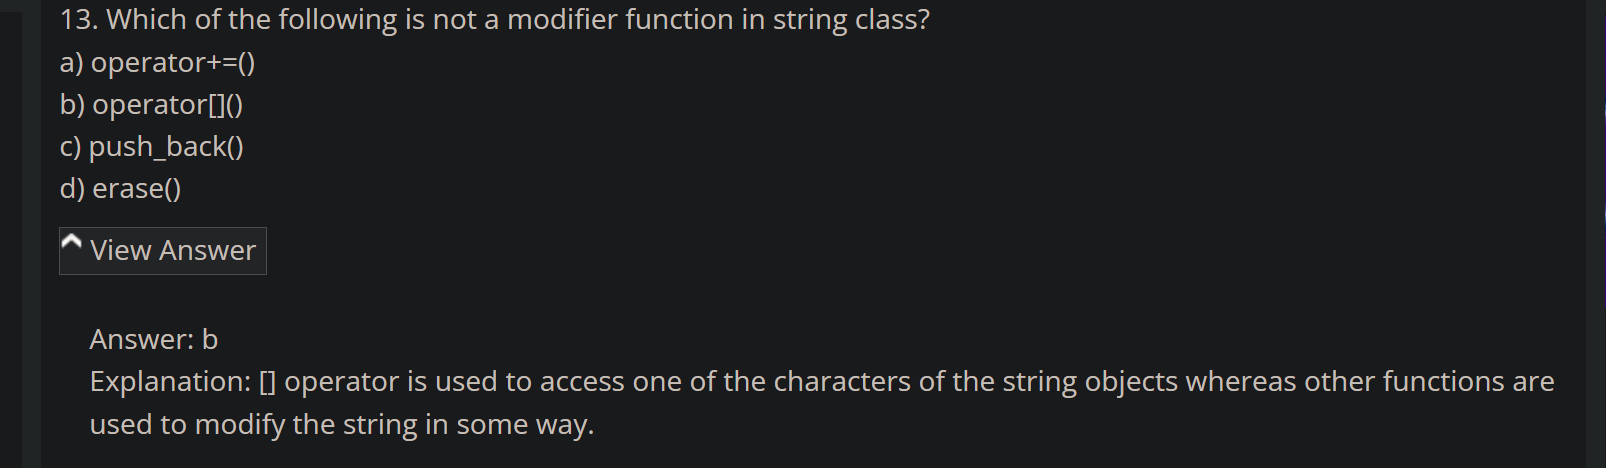 13. Which of the following is not a modifier function in string class?
a) operator+=()
b) operator[]()
c) push_back()
d) erase()
View Answer
Answer: b
Explanation: [] operator is used to access one of the characters of the string objects whereas other functions are
used to modify the string in some way.